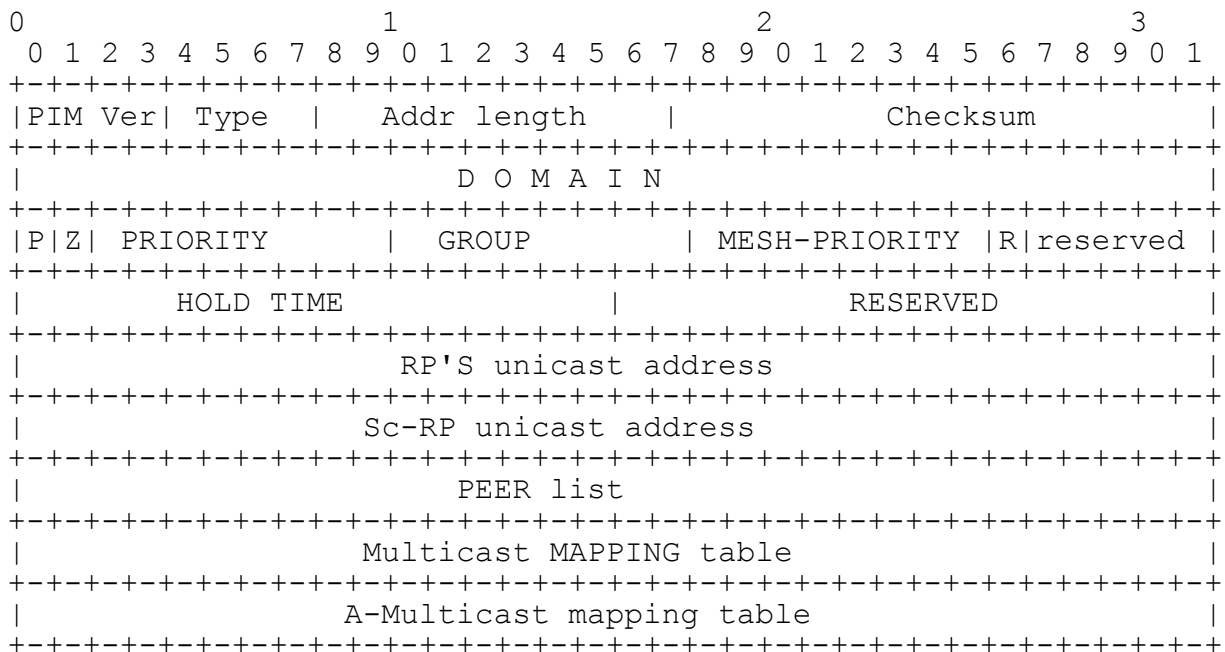 0                   1                   2                   3
 0 1 2 3 4 5 6 7 8 9 0 1 2 3 4 5 6 7 8 9 0 1 2 3 4 5 6 7 8 9 0 1
+-+-+-+-+-+-+-+-+-+-+-+-+-+-+-+-+-+-+-+-+-+-+-+-+-+-+-+-+-+-+-+-+
|PIM Ver| Type  |   Addr length    |           Checksum         |
+-+-+-+-+-+-+-+-+-+-+-+-+-+-+-+-+-+-+-+-+-+-+-+-+-+-+-+-+-+-+-+-+
|                       D O M A I N                             |
+-+-+-+-+-+-+-+-+-+-+-+-+-+-+-+-+-+-+-+-+-+-+-+-+-+-+-+-+-+-+-+-+
|P|Z| PRIORITY      |  GROUP        | MESH-PRIORITY |R|reserved |
+-+-+-+-+-+-+-+-+-+-+-+-+-+-+-+-+-+-+-+-+-+-+-+-+-+-+-+-+-+-+-+-+
|        HOLD TIME              |            RESERVED           |
+-+-+-+-+-+-+-+-+-+-+-+-+-+-+-+-+-+-+-+-+-+-+-+-+-+-+-+-+-+-+-+-+
|                    RP'S unicast address                       |
+-+-+-+-+-+-+-+-+-+-+-+-+-+-+-+-+-+-+-+-+-+-+-+-+-+-+-+-+-+-+-+-+
|                  Sc-RP unicast address                        |
+-+-+-+-+-+-+-+-+-+-+-+-+-+-+-+-+-+-+-+-+-+-+-+-+-+-+-+-+-+-+-+-+
|                       PEER list                               |
+-+-+-+-+-+-+-+-+-+-+-+-+-+-+-+-+-+-+-+-+-+-+-+-+-+-+-+-+-+-+-+-+
|                  Multicast MAPPING table                      |
+-+-+-+-+-+-+-+-+-+-+-+-+-+-+-+-+-+-+-+-+-+-+-+-+-+-+-+-+-+-+-+-+
|                 A-Multicast mapping table                     |
+-+-+-+-+-+-+-+-+-+-+-+-+-+-+-+-+-+-+-+-+-+-+-+-+-+-+-+-+-+-+-+-+